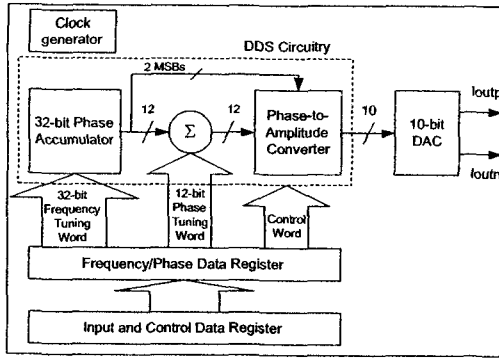 Clock
generator
DDS Circuitry
2 MSBs
32-bit Phase
Accumulator
12
Σ
12
Phase-to-
Amplitude
Converter
10
10-bit
DAC
Ioutp
Ioutn
32-bit
Frequency
Tuning
Word
12-bit
Phase
Tuning
Word
Control
Word
Frequency/Phase Data Register
Input and Control Data Register